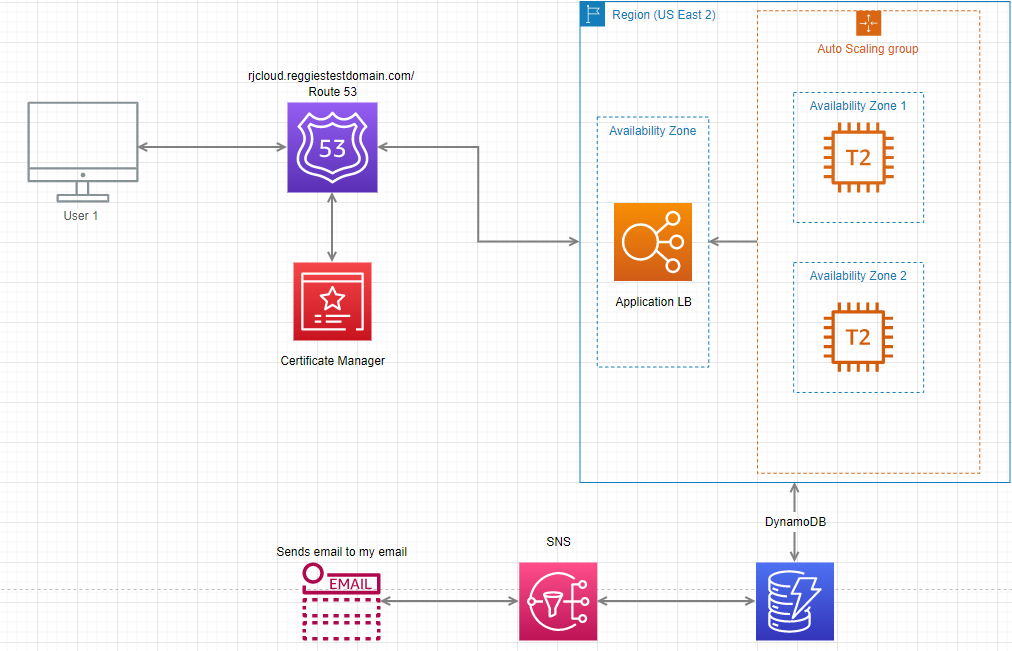 Region (US East 2)
Auto Scaling group
rjcloud.reggiestestdomain.com/
Route 53
53
User 1
Certificate Manager
Availability Zone
Application LB
Availability Zone 1
T2
Availability Zone 2
T2
DynamoDB
SNS
Sends email to my email
EMAIL